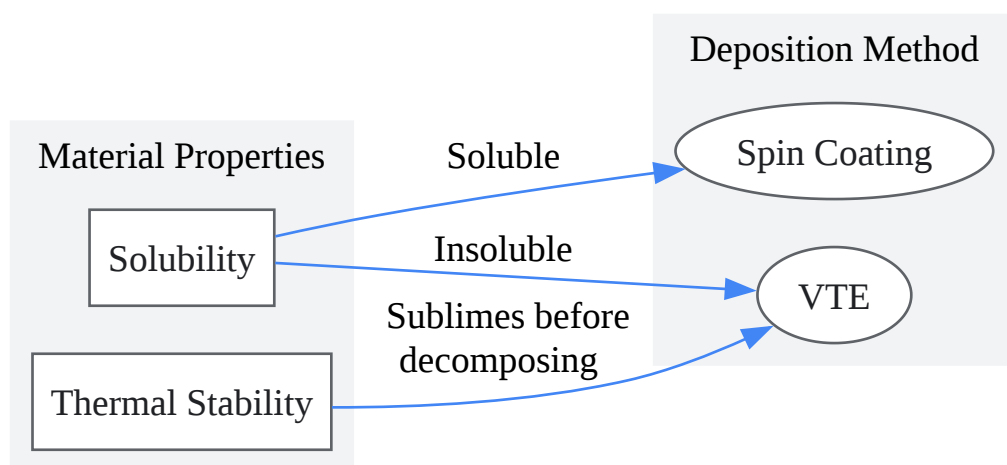 Deposition Method
Material Properties
Soluble
Spin Coating
Solubility
Insoluble
VTE
Sublimes before
decomposing
Thermal Stability